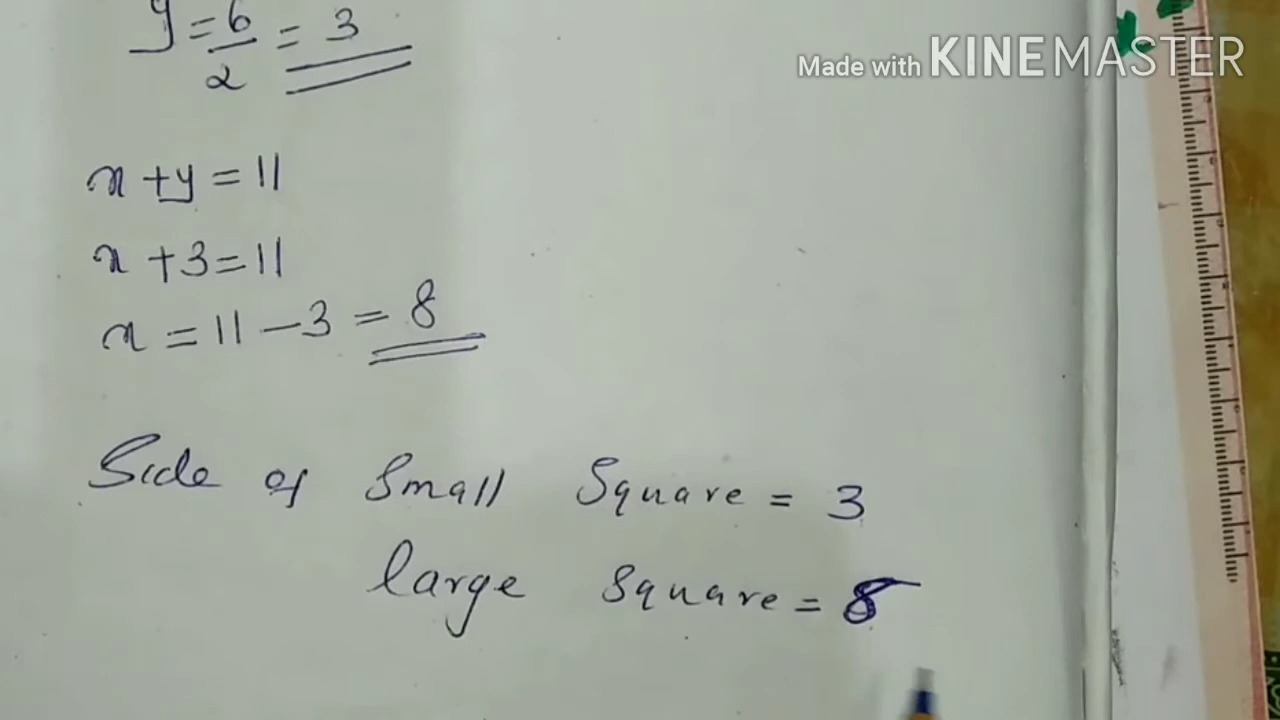 y = 6/2 = 3
Made with KINEMASTER
x + y = 11
x + 3 = 11
x = 11 - 3 = 8
Side of Small Square = 3
large Square = 8